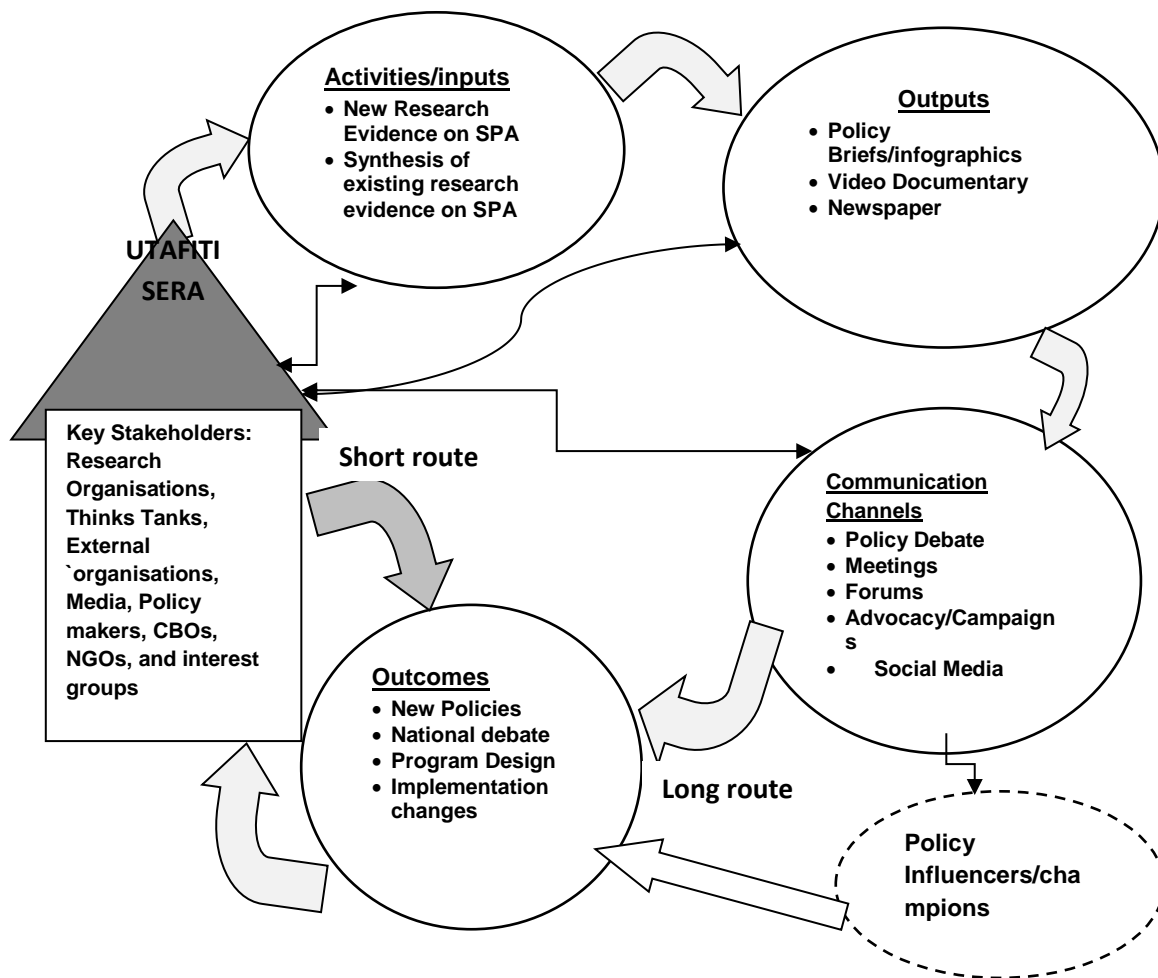 Activities/inputs
• New Research
Evidence on SPA
• Synthesis of
existing research
evidence on SPA
Outputs
• Policy
Briefs/infographics
• Video Documentary
• Newspaper
UTAFITI
SERA
Key Stakeholders:
Research
Organisations,
Thinks Tanks,
External
`organisations,
Media, Policy
makers, CBOs,
NGOs, and interest
groups
Short route
Communication
Channels
• Policy Debate
• Meetings
• Forums
• Advocacy/Campaign
s
• Social Media
Outcomes
• New Policies
• National debate
• Program Design
• Implementation
changes
Long route
Policy
Influencers/cha
mpions